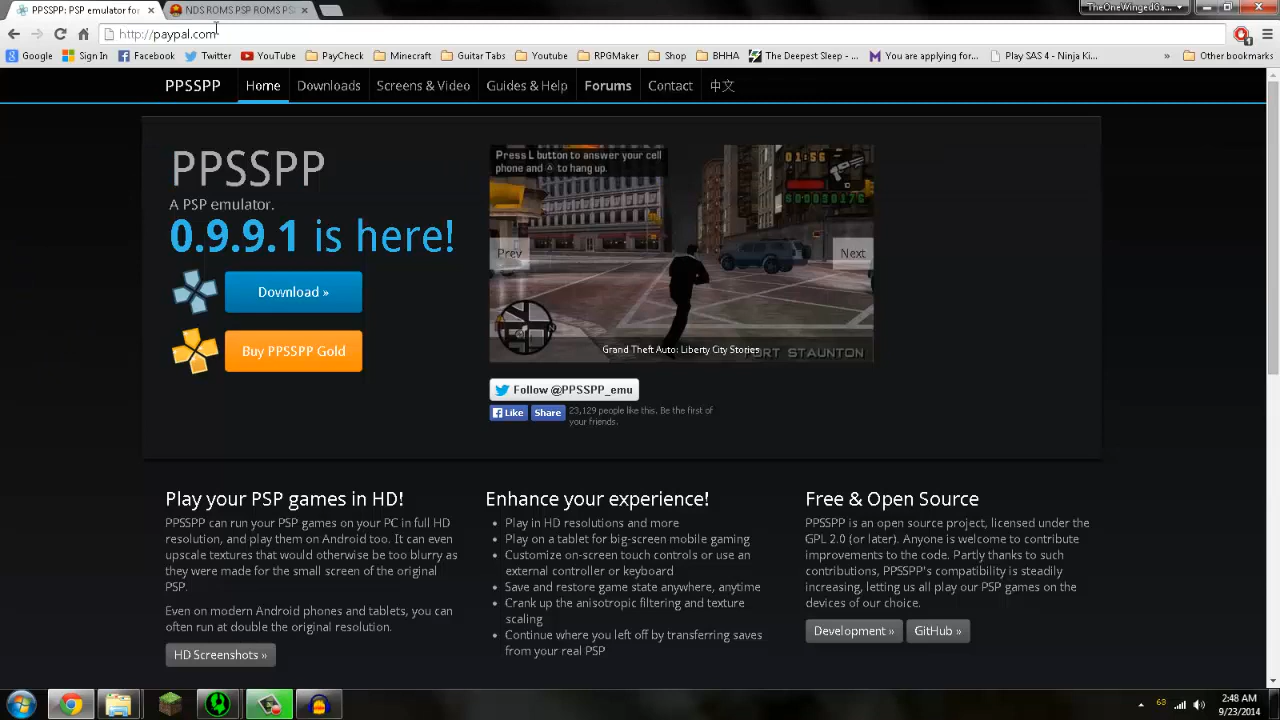 PPSSPP: PSP emulator for
NDS ROMS PSP ROMS PS
TheOneWingedGa...
http://paypal.com
Google Sign In Facebook Twitter YouTube PayCheck Minecraft Guitar Tabs Youtube RPGMaker Shop BHHA The Deepest Sleep - ... You are applying for... Play SAS 4 - Ninja Ki... » Other bookmarks
PPSSPP Home Downloads Screens & Video Guides & Help Forums Contact 中文
PPSSPP
A PSP emulator.
0.9.9.1 is here!
Download »
Buy PPSSPP Gold
Press L button to answer your cell
phone and ^ to hang up.
01:56
Prev
Next
Grand Theft Auto: Liberty City Stories
ORT STAUNTON
Follow @PPSSPP_emu
Like Share 23,129 people like this. Be the first of
your friends.
Play your PSP games in HD!
PPSSPP can run your PSP games on your PC in full HD
resolution, and play them on Android too. It can even
upscale textures that would otherwise be too blurry as
they were made for the small screen of the original
PSP.
Even on modern Android phones and tablets, you can
often run at double the original resolution.
HD Screenshots »
Enhance your experience!
• Play in HD resolutions and more
• Play on a tablet for big-screen mobile gaming
• Customize on-screen touch controls or use an
external controller or keyboard
• Save and restore game state anywhere, anytime
• Crank up the anisotropic filtering and texture
scaling
• Continue where you left off by transferring saves
from your real PSP
Free & Open Source
PPSSPP is an open source project, licensed under the
GPL 2.0 (or later). Anyone is welcome to contribute
improvements to the code. Partly thanks to such
contributions, PPSSPP's compatibility is steadily
increasing, letting us all play our PSP games on the
devices of our choice.
Development » GitHub »
63
2:48 AM
9/23/2014